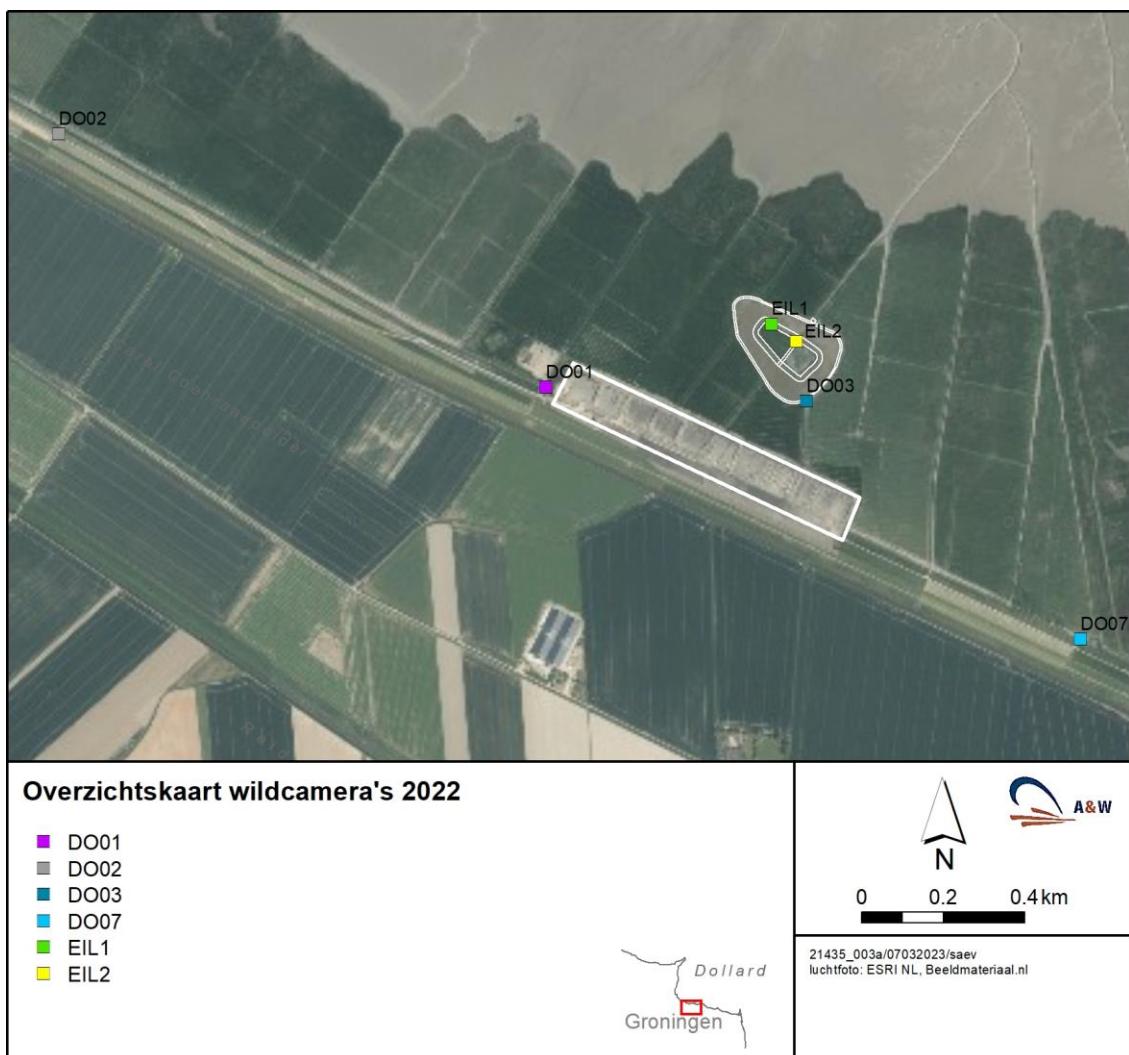 DO02
EIL1
EIL2
DO01
DO03
DO07
Overzichtskaart wildcamera's 2022
DO01
DO02
DO03
DO07
EIL1
EIL2
Dollard
Groningen
A&W
N
0 0.2 0.4 km
21435_003a/07032023/saev
luchtfoto: ESRI NL, Beeldmateriaal.nl